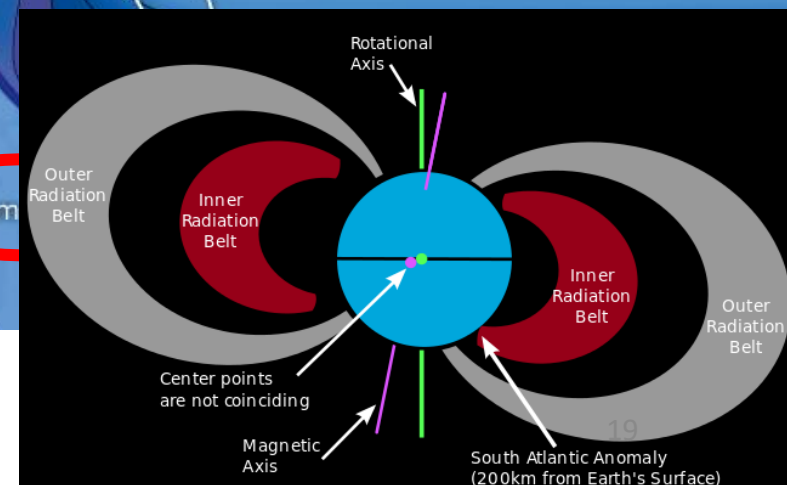 Rotational
Axis
Outer
Radiation
Belt
Inner
Radiation
Belt
Inner
Radiation
Belt
Outer
Radiation
Belt
Center points
are not coinciding
Magnetic
Axis
19
South Atlantic Anomaly
(200km from Earth's Surface)